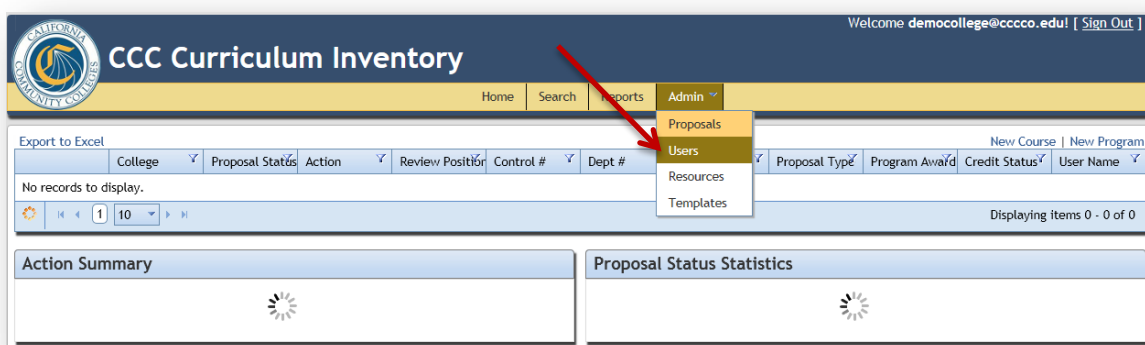 Welcome democollege@cccco.edu! [ Sign Out ]
CALIFORNIA
COMMUNITY COLLEGES
CCC Curriculum Inventory
Home Search Reports Admin
Proposals
Users
Resources
Templates
Export to Excel
New Course | New Program
College Proposal Status Action Review Position Control # Dept # Proposal Type Program Award Credit Status User Name
No records to display.
1 10 Displaying items 0 - 0 of 0
Action Summary Proposal Status Statistics